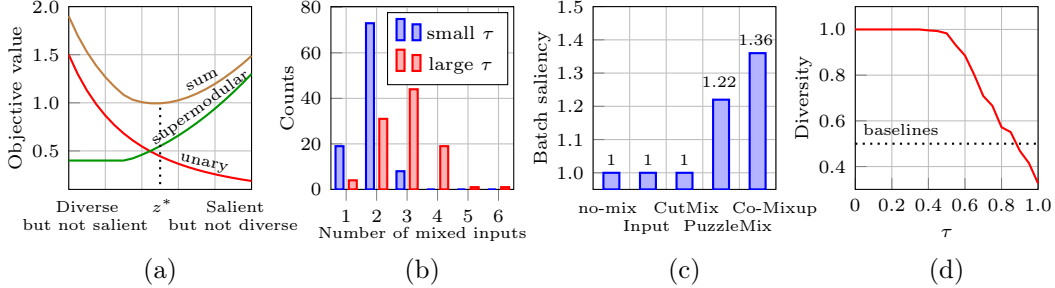 2.0
1.5
1.0
0.5
Objective value
sum
supermodular
unary
Diverse
but not salient
z*
Salient
but not diverse
(a)
80
60
40
20
0
Counts
small τ
large τ
1 2 3 4 5 6
Number of mixed inputs
(b)
1.5
1.4
1.3
1.2
1.1
1.0
Batch saliency
1 1 1 1.22 1.36
no-mix CutMix Co-Mixup
Input PuzzleMix
(c)
1.0
0.8
0.6
0.4
Diversity
baselines
0 0.2 0.4 0.6 0.8 1.0
τ
(d)